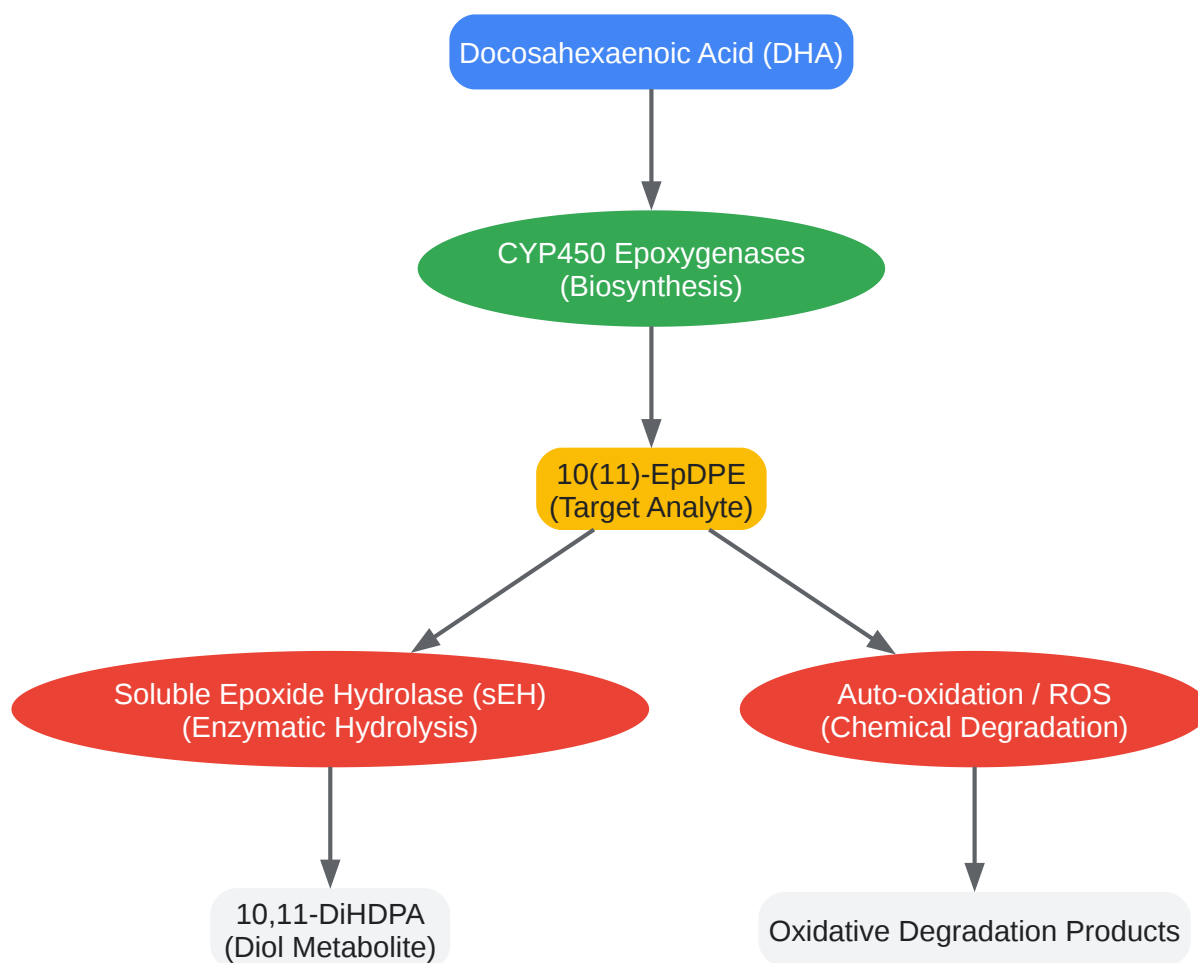 Docosahexaenoic Acid (DHA)
CYP450 Epoxygenases
(Biosynthesis)
10(11)-EpDPE
(Target Analyte)
Soluble Epoxide Hydrolase (sEH)
(Enzymatic Hydrolysis)
Auto-oxidation / ROS
(Chemical Degradation)
10,11-DiHDPA
(Diol Metabolite)
Oxidative Degradation Products